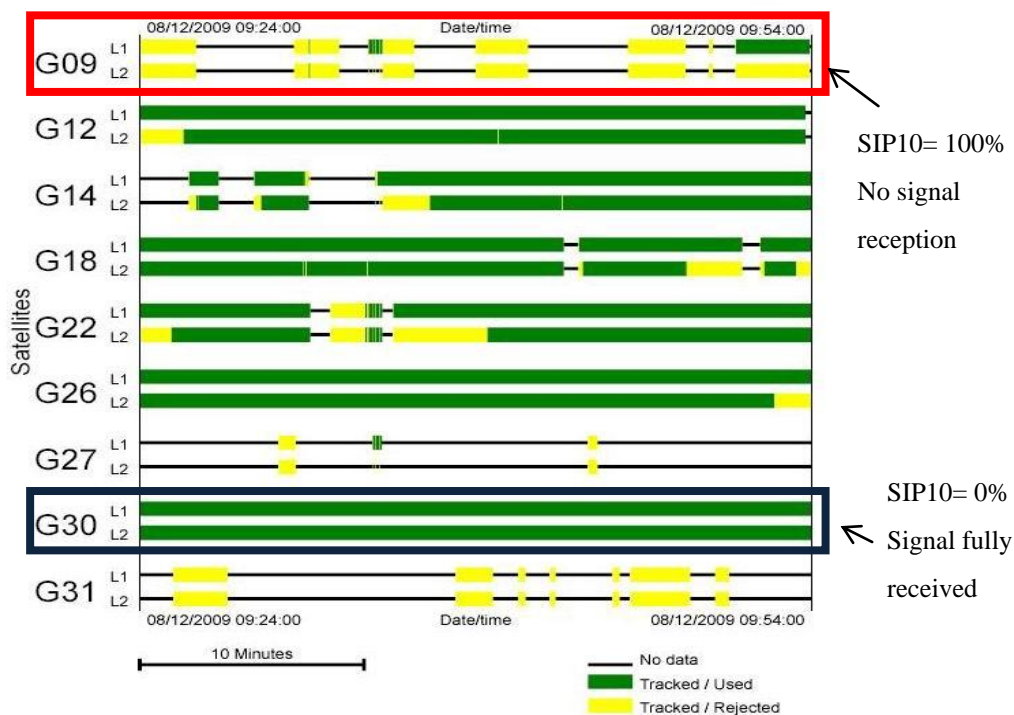 08/12/2009 09:24:00 Date/time 08/12/2009 09:54:00
G09 L1
L2
G12 L1
L2
G14 L1
L2
G18 L1
L2
G22 L1
L2
G26 L1
L2
G27 L1
L2
G30 L1
L2
G31 L1
L2
Satellites
08/12/2009 09:24:00 Date/time 08/12/2009 09:54:00
SIP10= 100%
No signal
reception
SIP10= 0%
Signal fully
received
10 Minutes
No data
Tracked / Used
Tracked / Rejected